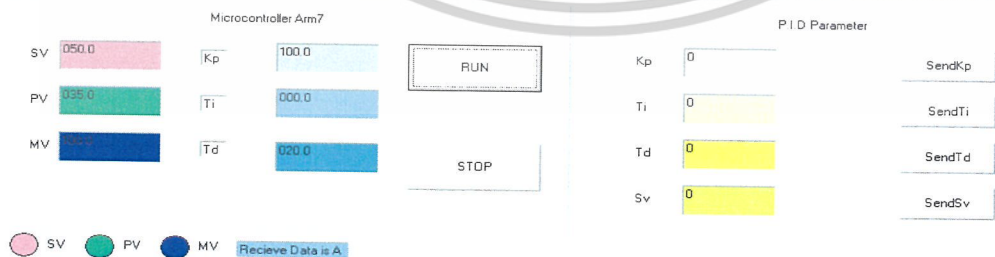 Microcontroller Arm7
SV 050.0 Kp 100.0 RUN
PV 035.0 Ti 000.0
MV Td 020.0 STOP
P.I.D Parameter
Kp 0 SendKp
Ti 0 SendTi
Td 0 SendTd
Sv 0 SendSv
SV PV MV Recieve Data is A